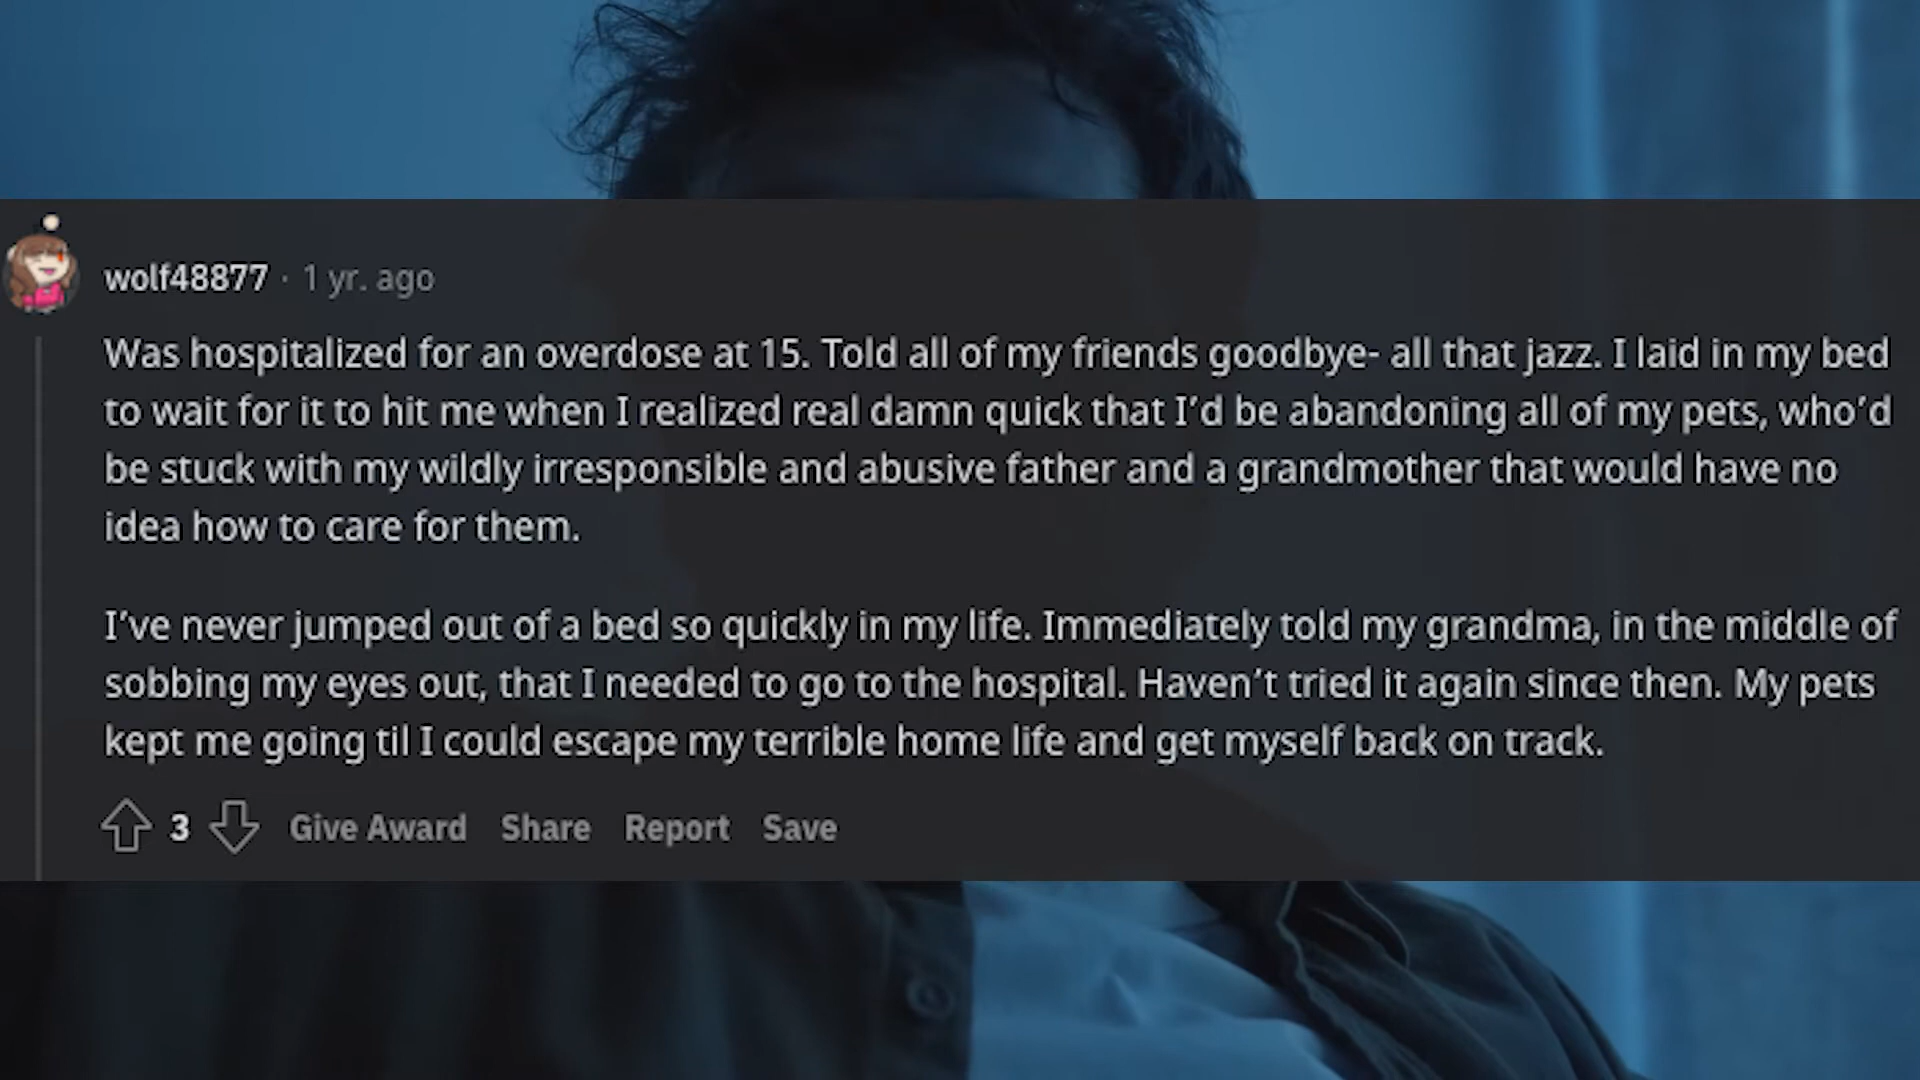 wolf48877 · 1 yr. ago
Was hospitalized for an overdose at 15. Told all of my friends goodbye- all that jazz. I laid in my bed
to wait for it to hit me when I realized real damn quick that I’d be abandoning all of my pets, who’d
be stuck with my wildly irresponsible and abusive father and a grandmother that would have no
idea how to care for them.
I’ve never jumped out of a bed so quickly in my life. Immediately told my grandma, in the middle of
sobbing my eyes out, that I needed to go to the hospital. Haven’t tried it again since then. My pets
kept me going til I could escape my terrible home life and get myself back on track.
3 Give Award Share Report Save